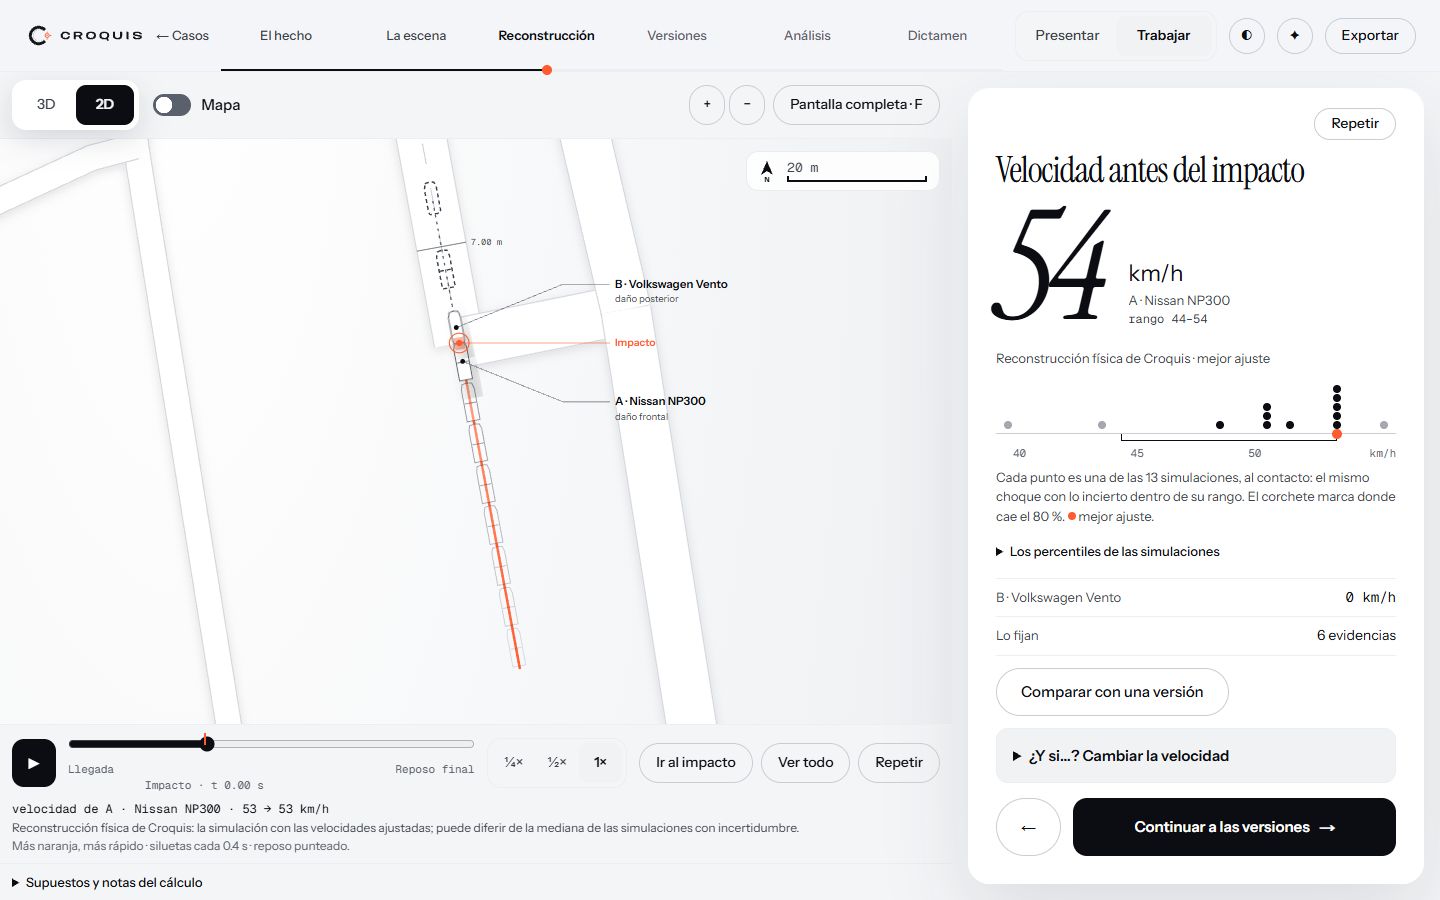 CROQUIS
← Casos
El hecho
La escena
Reconstrucción
Versiones
Análisis
Dictamen
Presentar
Trabajar
Exportar
3D
2D
Mapa
+
−
Pantalla completa · F
N
20 m
7.00 m
B · Volkswagen Vento
daño posterior
Impacto
A · Nissan NP300
daño frontal
Repetir
Velocidad antes del impacto
54
km/h
A · Nissan NP300
rango 44–54
Reconstrucción física de Croquis · mejor ajuste
40
45
50
km/h
Cada punto es una de las 13 simulaciones, al contacto: el mismo
choque con lo incierto dentro de su rango. El corchete marca donde
cae el 80 %. mejor ajuste.
Los percentiles de las simulaciones
B · Volkswagen Vento
0 km/h
Lo fijan
6 evidencias
Comparar con una versión
¿Y si…? Cambiar la velocidad
←
Continuar a las versiones →
Llegada
Reposo final
Impacto · t 0.00 s
¼×
½×
1×
Ir al impacto
Ver todo
Repetir
velocidad de A · Nissan NP300 · 53 → 53 km/h
Reconstrucción física de Croquis: la simulación con las velocidades ajustadas; puede diferir de la mediana de las simulaciones con incertidumbre.
Más naranja, más rápido · siluetas cada 0.4 s · reposo punteado.
Supuestos y notas del cálculo